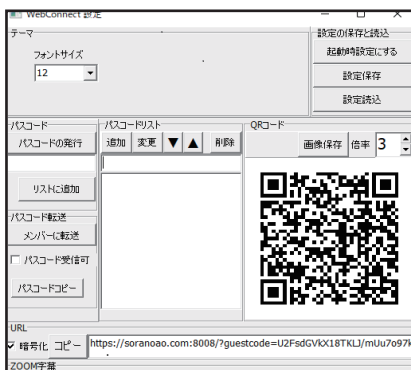 WebConnect 設定
テーマ
フォントサイズ
12
設定の保存と読込
起動時設定にする
設定保存
設定読込
パスコード
パスコードの発行
リストに追加
パスコードリスト
追加 変更 ▼ ▲ 削除
QRコード
画像保存 倍率 3
パスコード転送
メンバーに転送
パスコード受信可
パスコードコピー
URL
暗号化 コピー https://soranoao.com:8008/?guestcode=U2FsdGVkX18TKLJ/mUu7o97k
ZOOM字幕